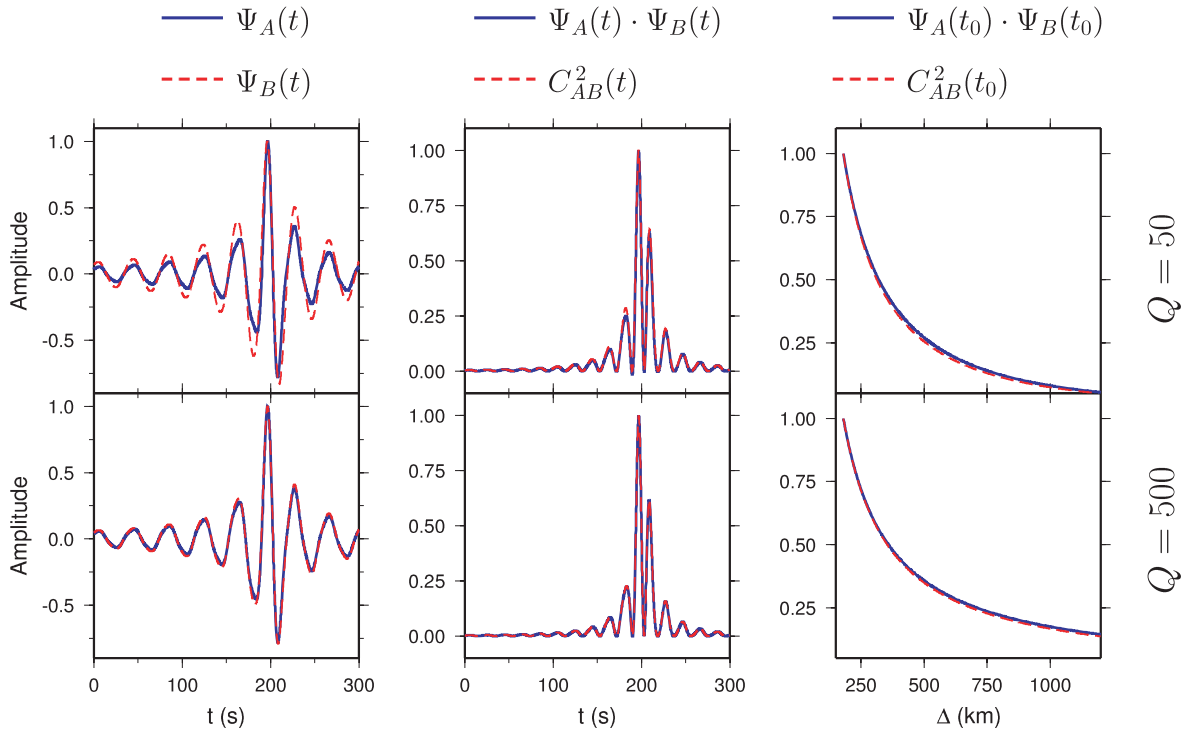 Ψ_A(t)
Ψ_A(t) · Ψ_B(t)
Ψ_A(t₀) · Ψ_B(t₀)
Ψ_B(t)
C²_AB(t)
C²_AB(t₀)
1.0
0.5
0.0
-0.5
Amplitude
1.00
0.75
0.50
0.25
0.00
1.00
0.75
0.50
0.25
Q = 50
1.0
0.5
0.0
-0.5
Amplitude
1.00
0.75
0.50
0.25
0.00
1.00
0.75
0.50
0.25
Q = 500
0 100 200 300
t (s)
0 100 200 300
t (s)
250 500 750 1000
Δ (km)